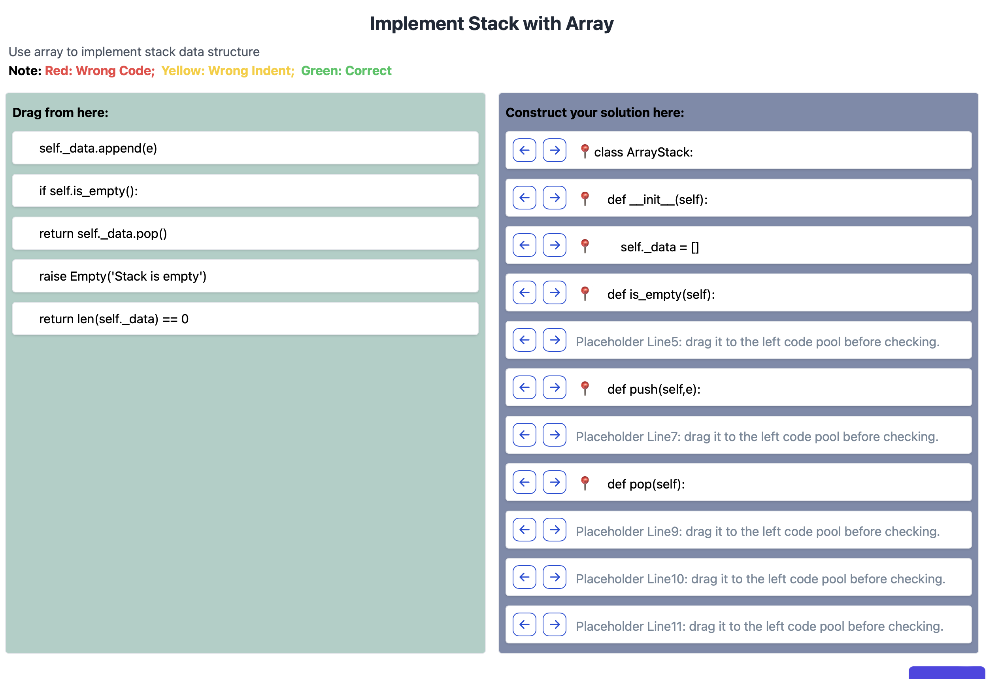 Implement Stack with Array
Use array to implement stack data structure
Note: Red: Wrong Code; Yellow: Wrong Indent; Green: Correct
Drag from here:
self._data.append(e)
if self.is_empty():
return self._data.pop()
raise Empty('Stack is empty')
return len(self._data) == 0
Construct your solution here:
class ArrayStack:
def __init__(self):
self._data = []
def is_empty(self):
Placeholder Line5: drag it to the left code pool before checking.
def push(self,e):
Placeholder Line7: drag it to the left code pool before checking.
def pop(self):
Placeholder Line9: drag it to the left code pool before checking.
Placeholder Line10: drag it to the left code pool before checking.
Placeholder Line11: drag it to the left code pool before checking.